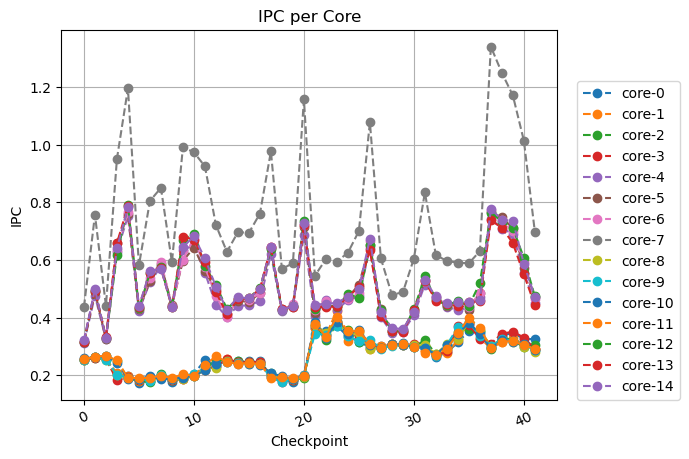 IPC per Core
IPC
1.2
1.0
0.8
0.6
0.4
0.2
0
10
20
30
40
Checkpoint
core-0
core-1
core-2
core-3
core-4
core-5
core-6
core-7
core-8
core-9
core-10
core-11
core-12
core-13
core-14